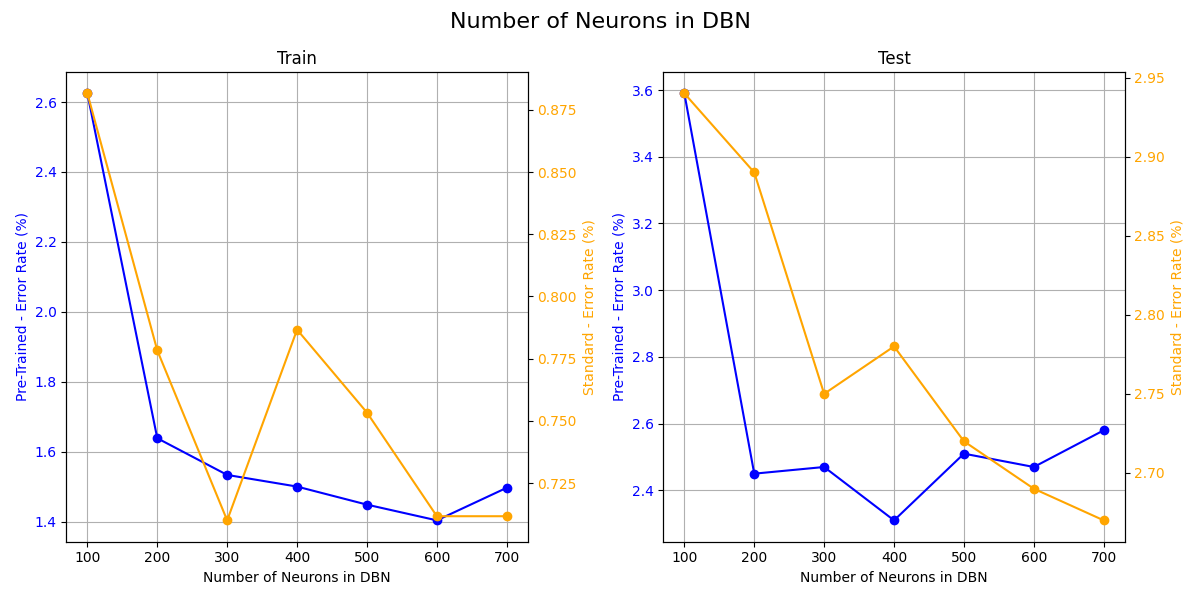 Number of Neurons in DBN
Train
Pre-Trained - Error Rate (%)
2.6
2.4
2.2
2.0
1.8
1.6
1.4
0.875
0.850
0.825
0.800
0.775
0.750
0.725
Standard - Error Rate (%)
100 200 300 400 500 600 700
Number of Neurons in DBN
Test
Pre-Trained - Error Rate (%)
3.6
3.4
3.2
3.0
2.8
2.6
2.4
2.95
2.90
2.85
2.80
2.75
2.70
Standard - Error Rate (%)
100 200 300 400 500 600 700
Number of Neurons in DBN